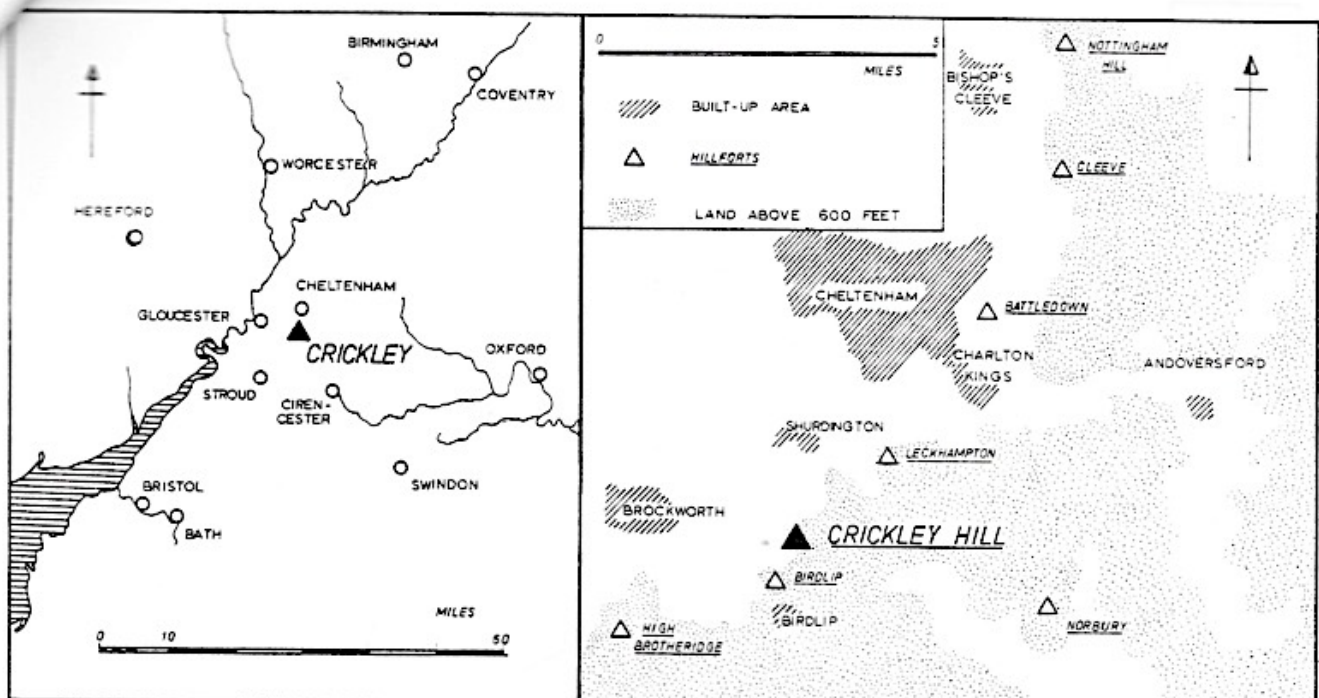 BIRMINGHAM
COVENTRY
WORCESTER
HEREFORD
CHELTENHAM
GLOUCESTER
CRICKLEY
OXFORD
STROUD
CIREN-
CESTER
SWINDON
BRISTOL
BATH
MILES
0 10 50
0 5
MILES
BUILT-UP AREA
HILLFORTS
LAND ABOVE 600 FEET
NOTTINGHAM
HILL
BISHOP'S
CLEEVE
CLEEVE
CHELTENHAM
BATTLEDOWN
CHARLTON
KINGS
ANDOVERSFORD
SHURDINGTON
LECKHAMPTON
BROCKWORTH
CRICKLEY HILL
BIRDLIP
BIRDLIP
HIGH
BROTHERIDGE
NORBURY